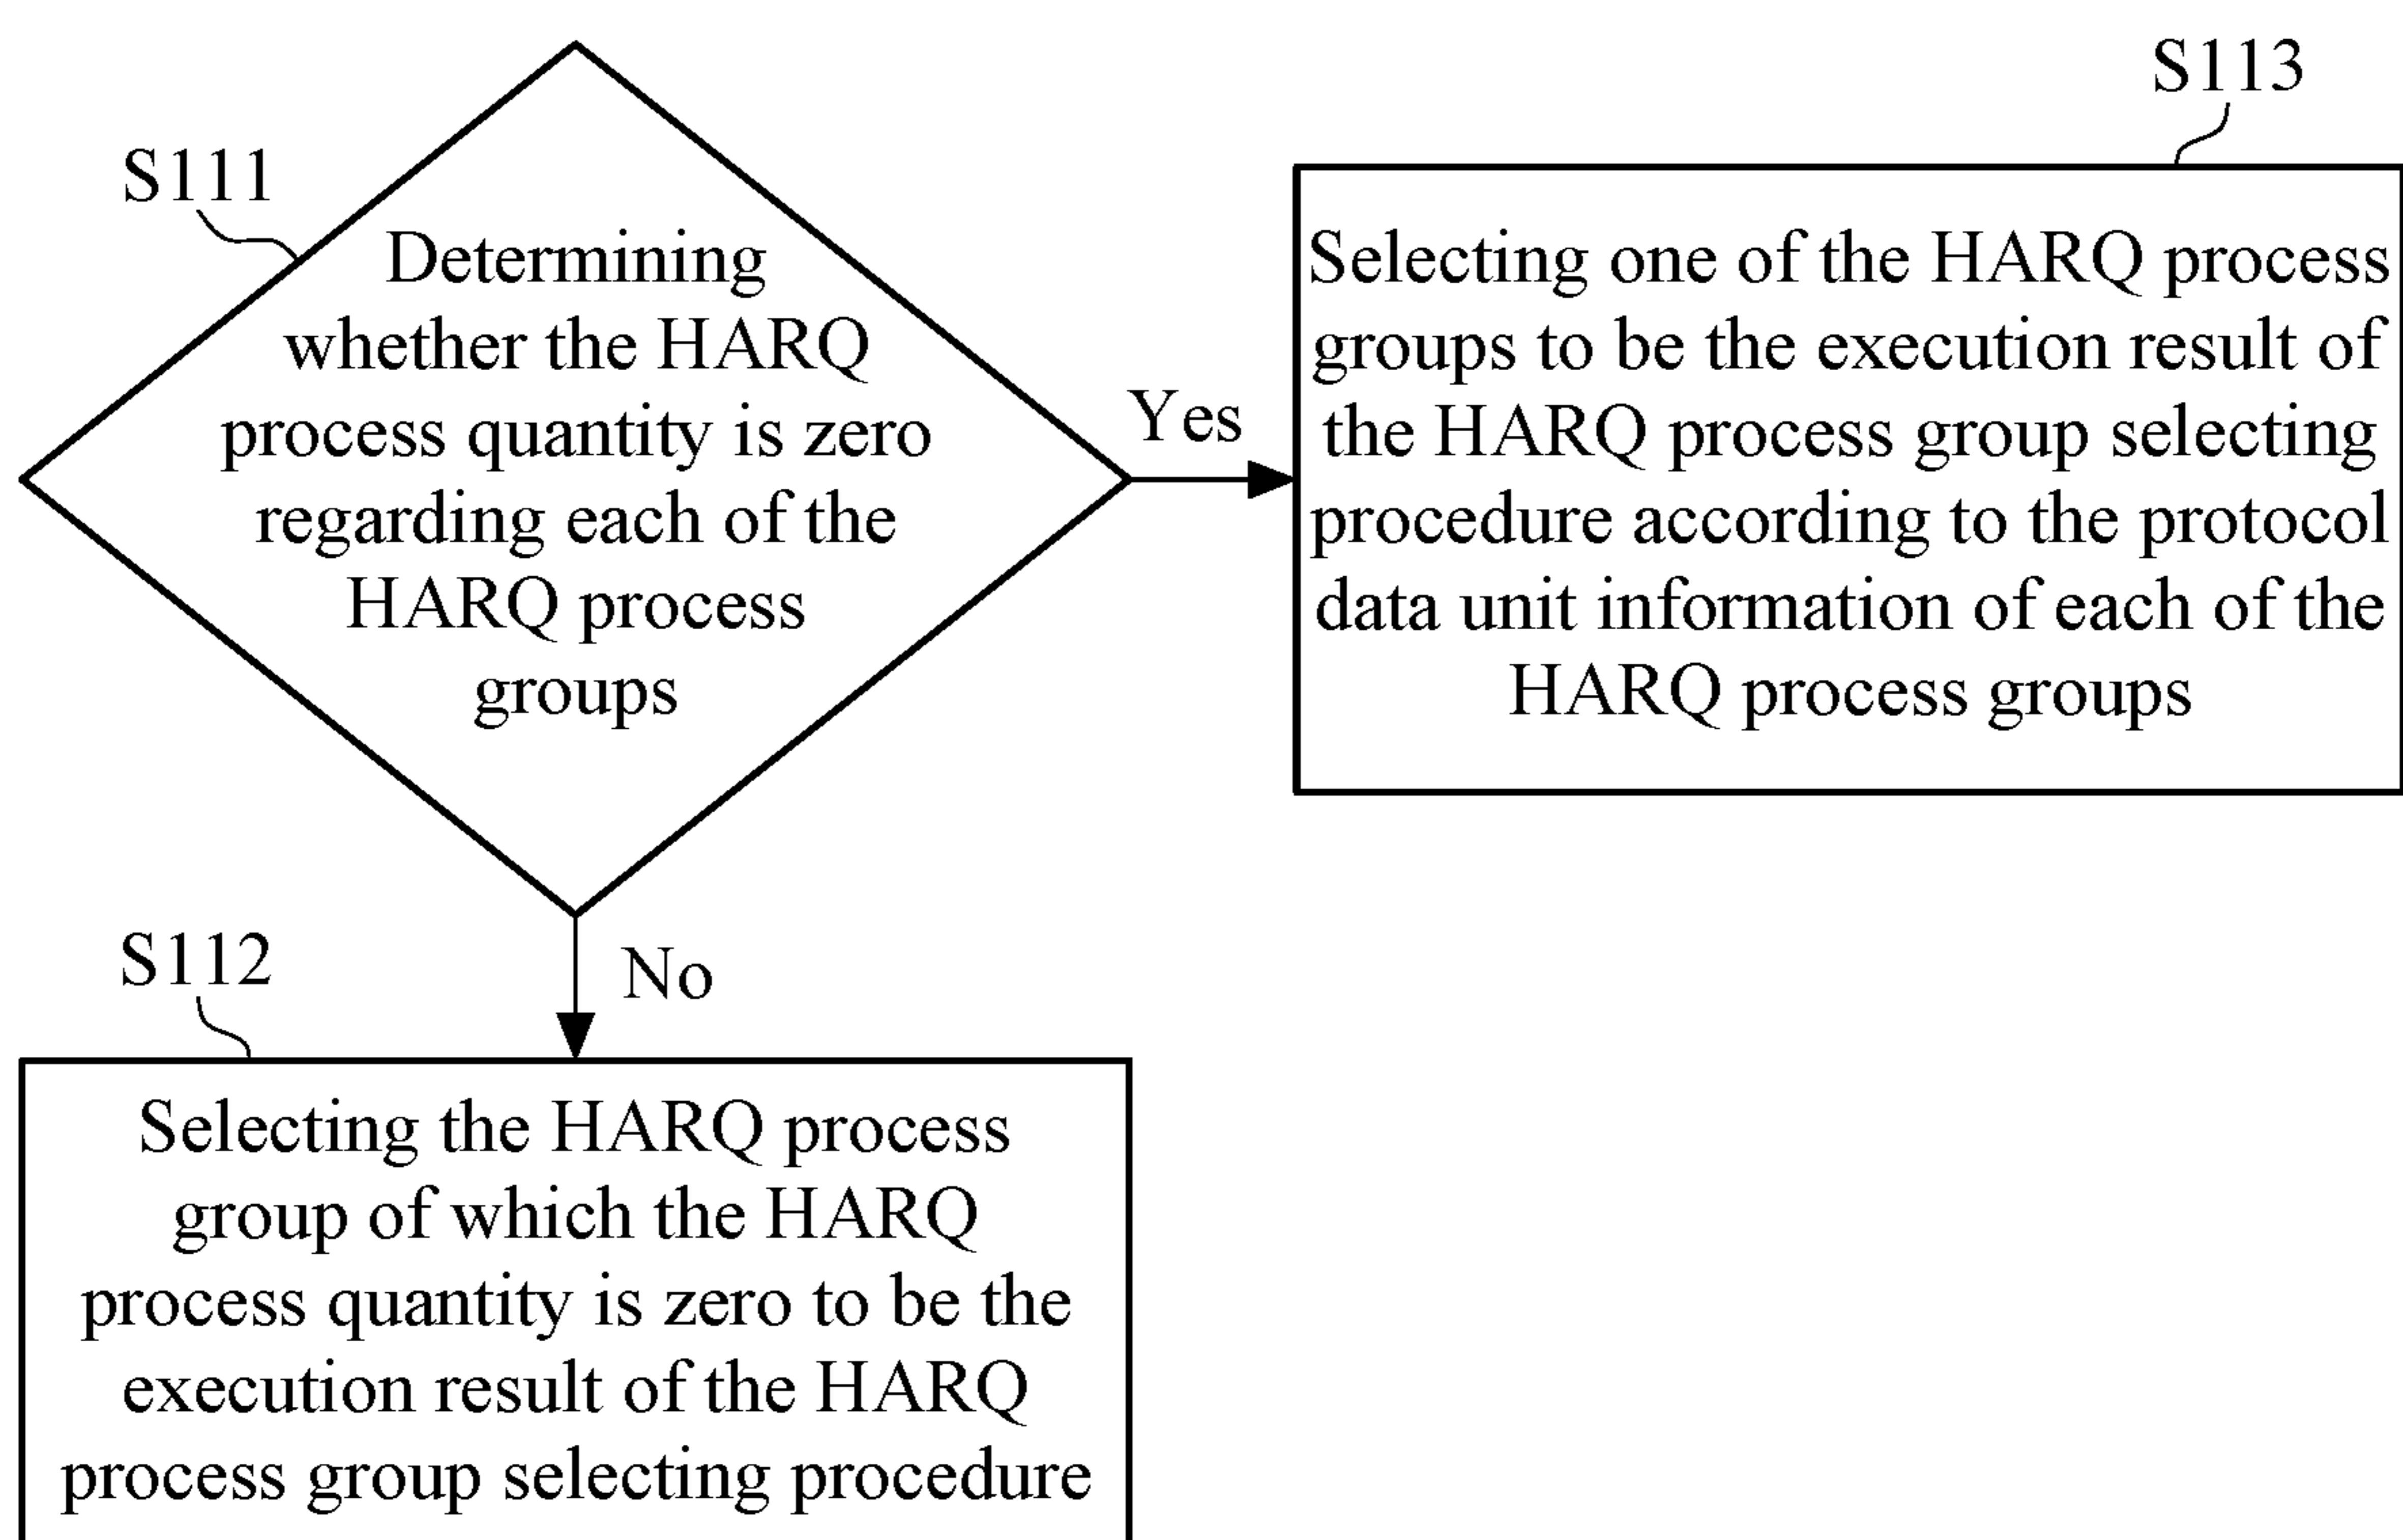 S111
Determining
whether the HARQ
process quantity is zero
regarding each of the
HARQ process
groups
Yes
S113
Selecting one of the HARQ process
groups to be the execution result of
the HARQ process group selecting
procedure according to the protocol
data unit information of each of the
HARQ process groups
No
S112
Selecting the HARQ process
group of which the HARQ
process quantity is zero to be the
execution result of the HARQ
process group selecting procedure